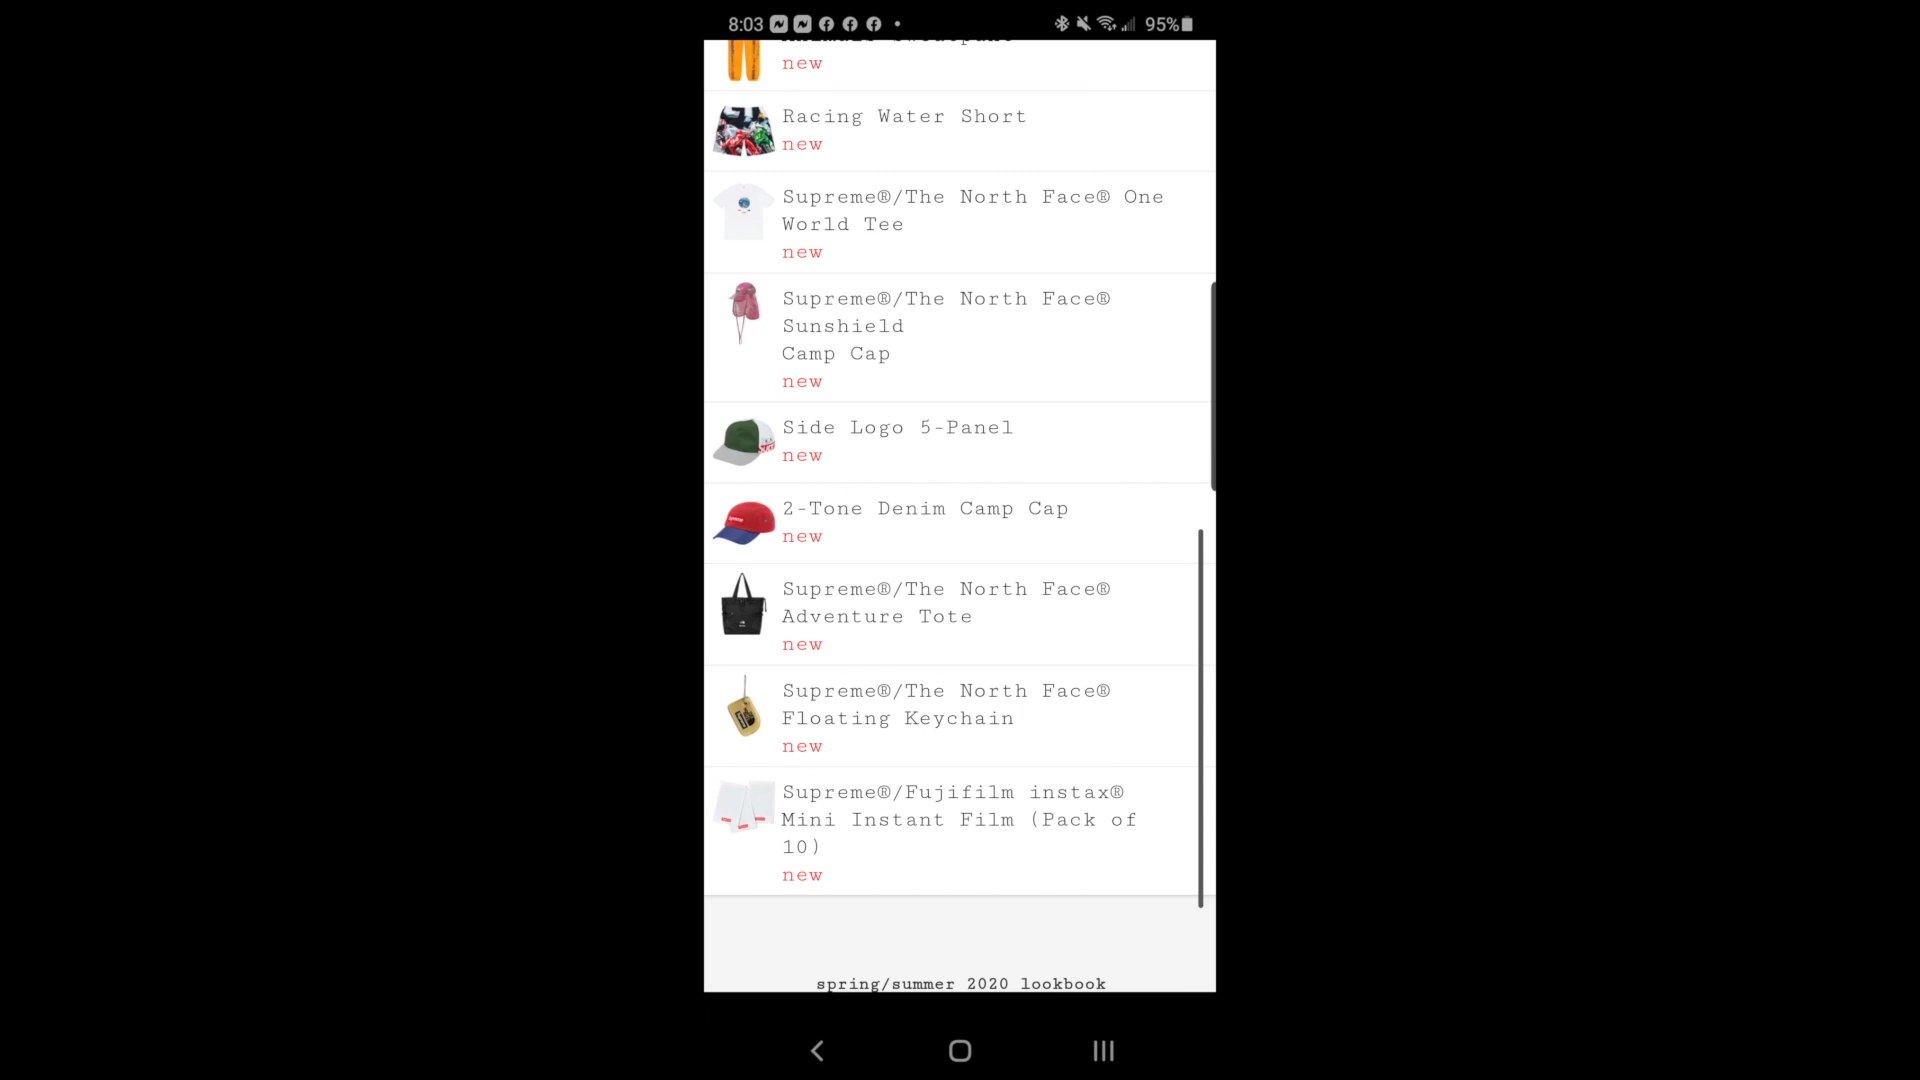 8:03
95%
new
Racing Water Short
new
Supreme®/The North Face® One
World Tee
new
Supreme®/The North Face®
Sunshield
Camp Cap
new
Side Logo 5-Panel
new
2-Tone Denim Camp Cap
new
Supreme®/The North Face®
Adventure Tote
new
Supreme®/The North Face®
Floating Keychain
new
Supreme®/Fujifilm instax®
Mini Instant Film (Pack of
10)
new
spring/summer 2020 lookbook